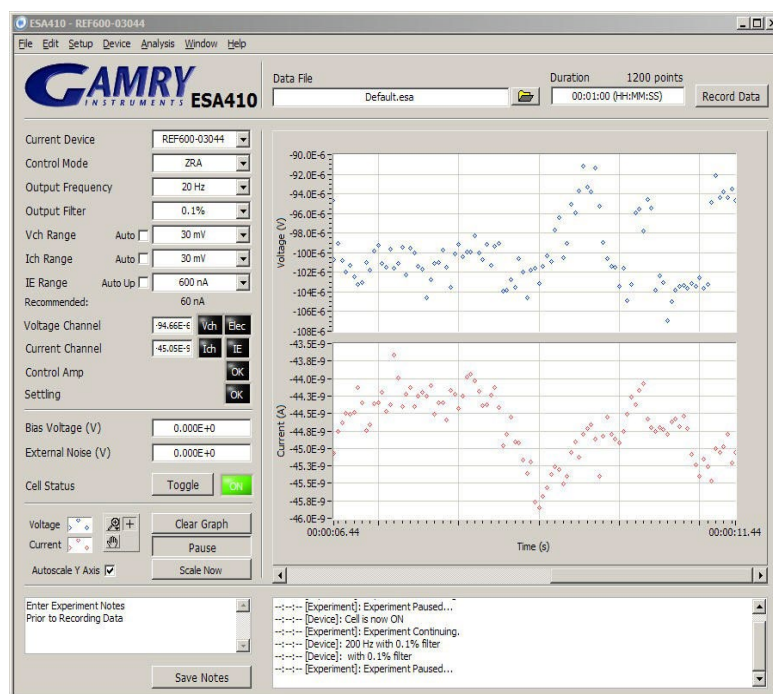 ESA410 - REF600-03044
File Edit Setup Device Analysis Window Help
GAMRY
INSTRUMENTS ESA410
Data File
Default.esa
Duration 1200 points
00:01:00 (HH:MM:SS)
Record Data
Current Device REF600-03044
Control Mode ZRA
Output Frequency 20 Hz
Output Filter 0.1%
Vch Range Auto 30 mV
Ich Range Auto 30 mV
IE Range Auto Up 600 nA
Recommended: 60 nA
Voltage Channel -94.66E-6 Vch Elec
Current Channel -45.05E-9 Ich IE
Control Amp OK
Settling OK
Bias Voltage (V) 0.000E+0
External Noise (V) 0.000E+0
Cell Status Toggle ON
Voltage Clear Graph
Current Pause
Autoscale Y Axis Scale Now
Voltage (V)
-90.0E-6
-92.0E-6
-94.0E-6
-96.0E-6
-98.0E-6
-100E-6
-102E-6
-104E-6
-106E-6
-108E-6
Current (A)
-43.5E-9
-43.8E-9
-44.0E-9
-44.3E-9
-44.5E-9
-44.8E-9
-45.0E-9
-45.3E-9
-45.5E-9
-45.8E-9
-46.0E-9
00:00:06.44 00:00:11.44
Time (s)
Enter Experiment Notes
Prior to Recording Data
Save Notes
--:--:-- [Experiment]: Experiment Paused...
--:--:-- [Device]: Cell is now ON
--:--:-- [Experiment]: Experiment Continuing.
--:--:-- [Device]: 200 Hz with 0.1% filter
--:--:-- [Device]: with 0.1% filter
--:--:-- [Experiment]: Experiment Paused...